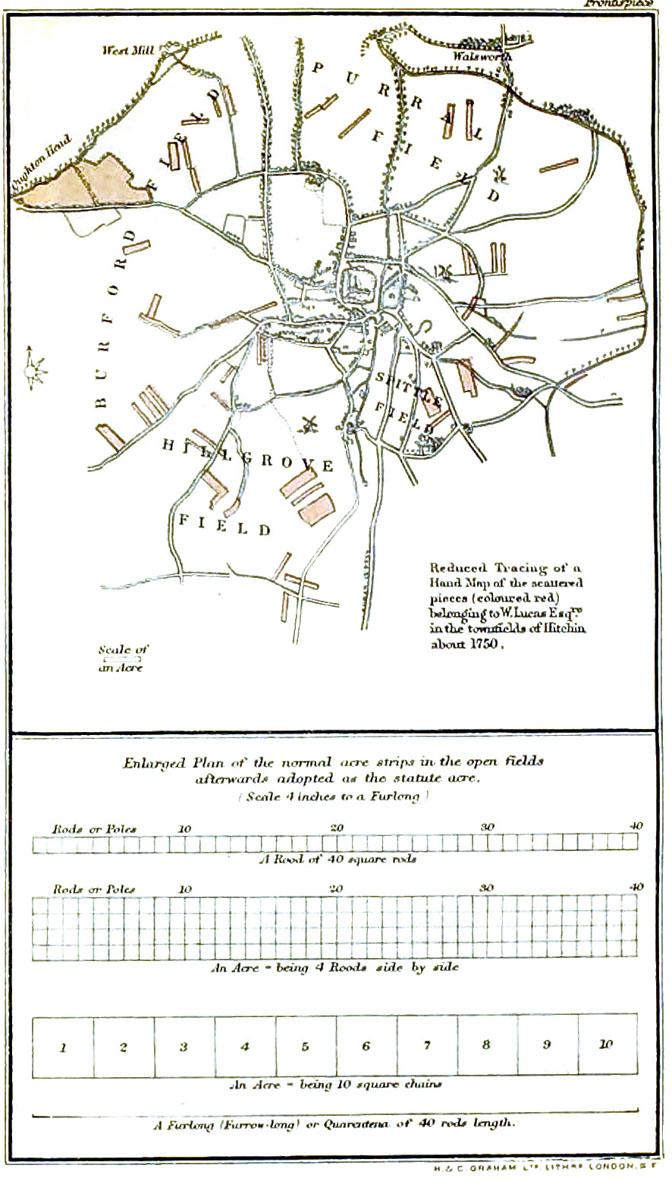 Frontispiece
West Mill
Walsworth
Oughton Head
PURRAL
FIELD
FIELD
BURFORD
SPITTLE
FIELD
HILLGROVE
FIELD
Reduced Tracing of a
Hand Map of the scattered
pieces (coloured red)
belonging to W. Lucas Esqre
in the townfields of Hitchin
about 1750.
Scale of
an Acre
Enlarged Plan of the normal acre strips in the open fields
afterwards adopted as the statute acre.
(Scale 4 inches to a Furlong)
Rods or Poles 10 20 30 40
A Rood of 40 square rods
Rods or Poles 10 20 30 40
An Acre = being 4 Roods side by side
1 2 3 4 5 6 7 8 9 10
An Acre = being 10 square chains
A Furlong (Furrow-long) or Quarentena of 40 rods length.
H. & C. GRAHAM LTD. LITHRS LONDON, S.E.